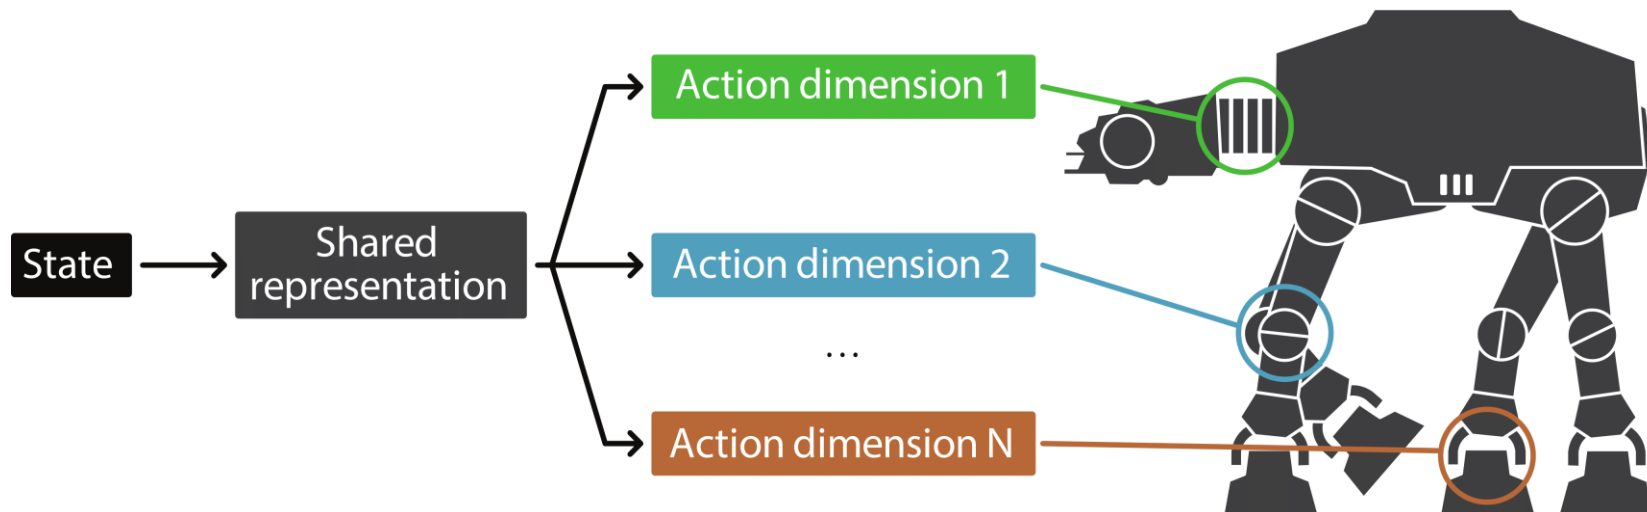 State
Shared
representation
Action dimension 1
Action dimension 2
...
Action dimension N